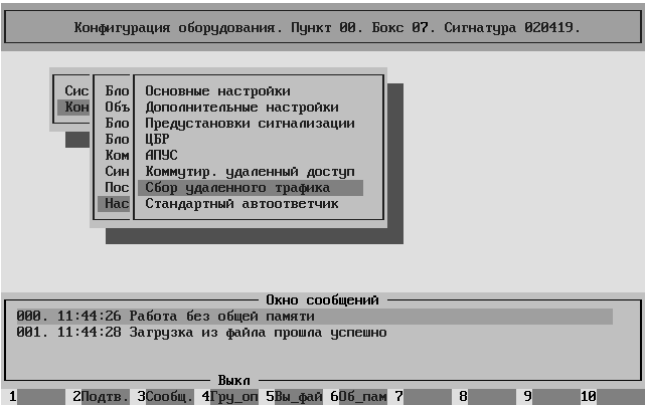 Конфигурация оборудования. Пункт 00. Бокс 07. Сигнатура 020419.
Сис
Кон
Бло
Объ
Бло
Бло
Ком
Син
Пос
Нас
Основные настройки
Дополнительные настройки
Предустановки сигнализации
ЦБР
АПУС
Коммутир. удаленный доступ
Сбор удаленного трафика
Стандартный автоответчик
Окно сообщений
000. 11:44:26 Работа без общей памяти
001. 11:44:28 Загрузка из файла прошла успешно
Выкл
1 2Подтв. 3Сообщ. 4Гру_оп 5Вы_фай 6Об_пам 7 8 9 10